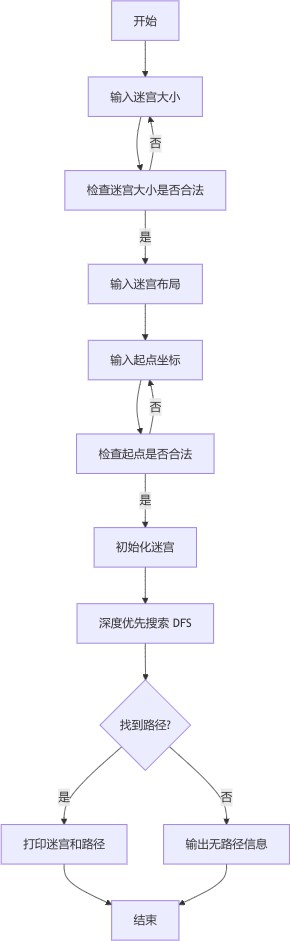 开始
输入迷宫大小
否
检查迷宫大小是否合法
是
输入迷宫布局
输入起点坐标
否
检查起点是否合法
是
初始化迷宫
深度优先搜索 DFS
找到路径?
是
否
打印迷宫和路径
输出无路径信息
结束